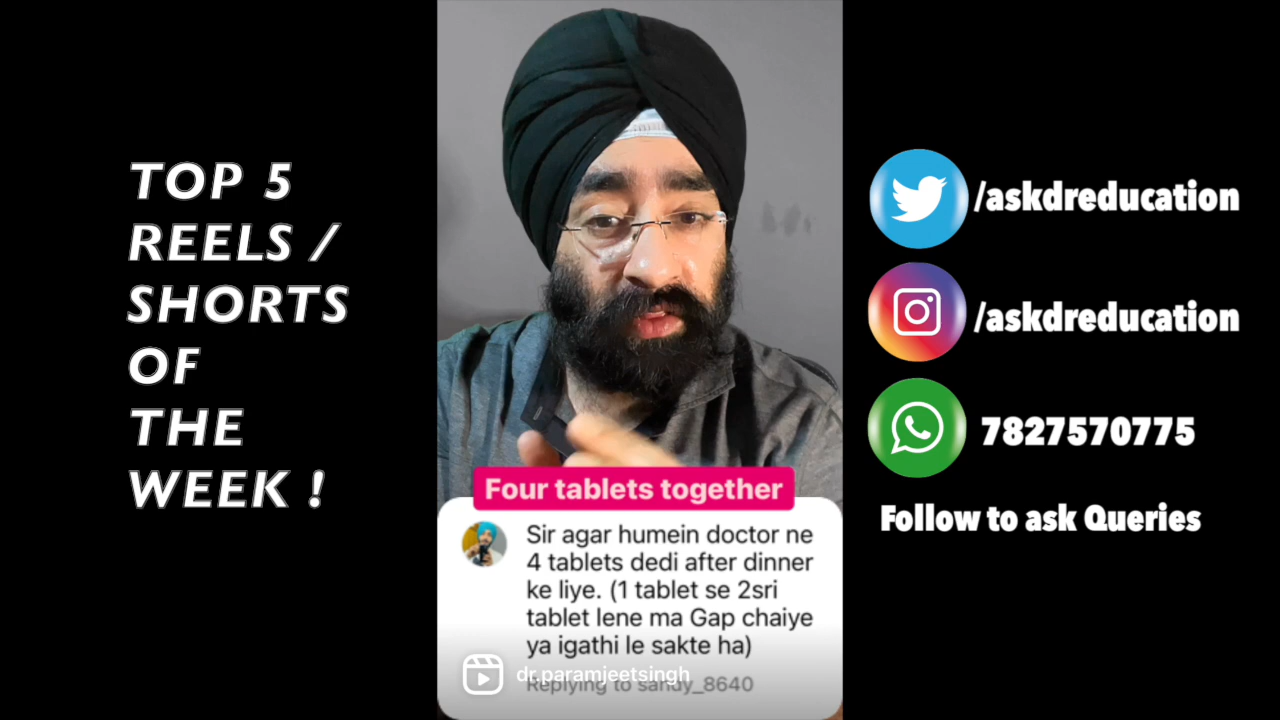 TOP 5
REELS /
SHORTS
OF
THE
WEEK !
Four tablets together
Sir agar humein doctor ne
4 tablets dedi after dinner
ke liye. (1 tablet se 2sri
tablet lene ma Gap chaiye
ya igathi le sakte ha)
dr.paramjeetsingh
Replying to sandy_8640
/askdreducation
/askdreducation
7827570775
Follow to ask Queries